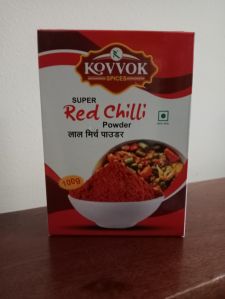 KOVVOK
SPICES
SUPER
Red Chilli
Powder
लाल मिर्च पाउडर
100g